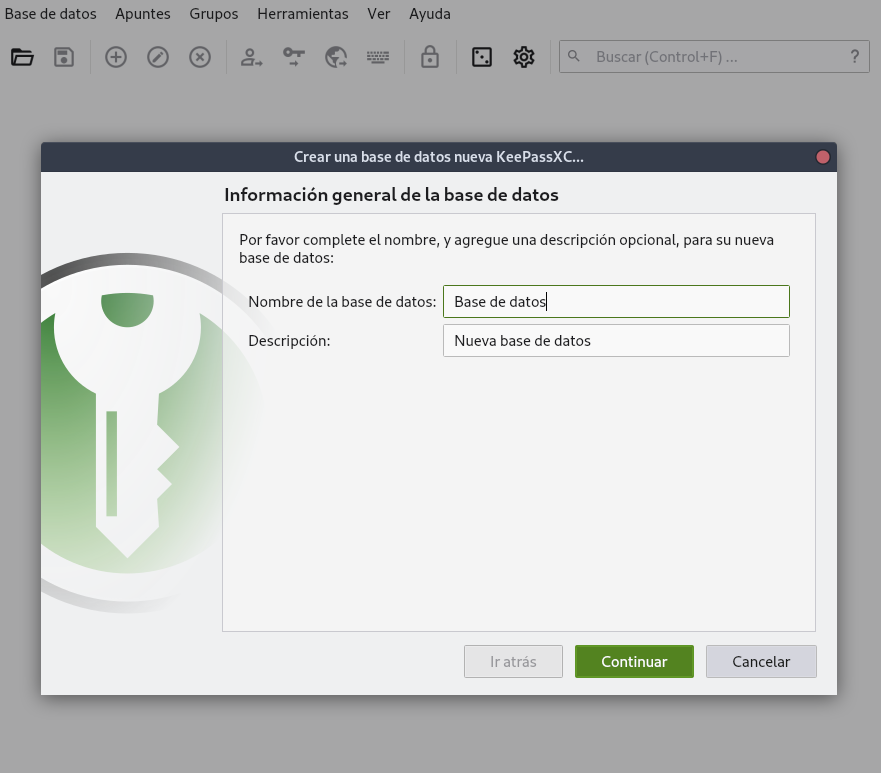 Base de datos Apuntes Grupos Herramientas Ver Ayuda
Buscar (Control+F) ... ?
Crear una base de datos nueva KeePassXC...
Información general de la base de datos
Por favor complete el nombre, y agregue una descripción opcional, para su nueva
base de datos:
Nombre de la base de datos: Base de datos
Descripción: Nueva base de datos
Ir atrás Continuar Cancelar